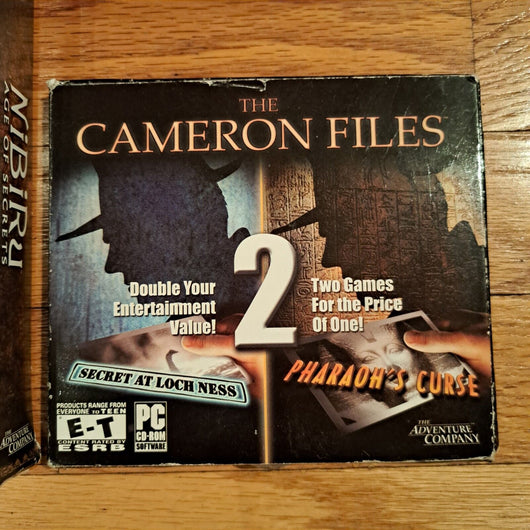 NIBIRU
AGE OF SECRETS
THE
ADVENTURE
COMPANY
THE
CAMERON FILES
Double Your
Entertainment
Value!
2
Two Games
For the Price
Of One!
SECRET AT LOCH NESS
PHARAOH'S CURSE
PRODUCTS RANGE FROM
EVERYONE TO TEEN
E-T
CONTENT RATED BY
ESRB
PC
CD-ROM
SOFTWARE
THE
ADVENTURE
COMPANY